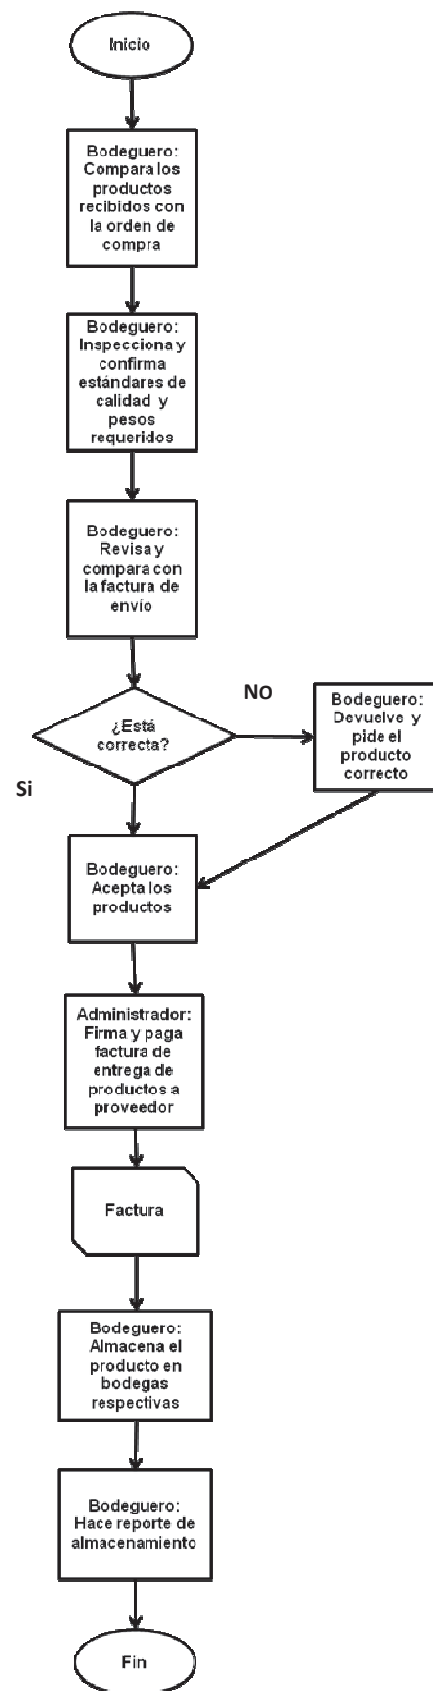 Inicio
Bodeguero:
Compara los
productos
recibidos con
la orden de
compra
Bodeguero:
Inspecciona y
confirma
estándares de
calidad y
pesos
requeridos
Bodeguero:
Revisa y
compara con
la factura de
envío
¿Está
correcta?
NO
Bodeguero:
Devuelve y
pide el
producto
correcto
Si
Bodeguero:
Acepta los
productos
Administrador:
Firma y paga
factura de
entrega de
productos a
proveedor
Factura
Bodeguero:
Almacena el
producto en
bodegas
respectivas
Bodeguero:
Hace reporte de
almacenamiento
Fin